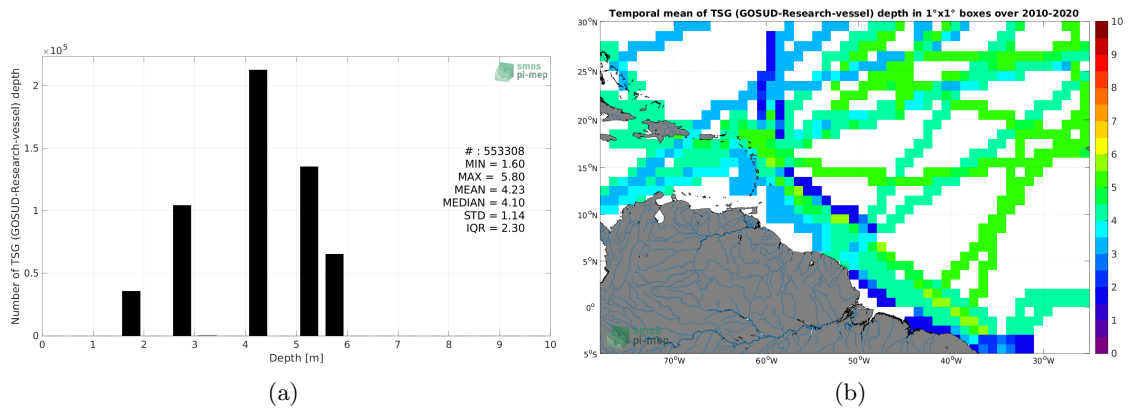 ×10⁵
2
1.5
1
0.5
0
Number of TSG (GOSUD-Research-vessel) depth
0 1 2 3 4 5 6 7 8 9 10
Depth [m]
smos
pi-mep
# : 553308
MIN = 1.60
MAX = 5.80
MEAN = 4.23
MEDIAN = 4.10
STD = 1.14
IQR = 2.30
(a)
Temporal mean of TSG (GOSUD-Research-vessel) depth in 1°x1° boxes over 2010-2020
30°N
25°N
20°N
15°N
10°N
5°N
0°
5°S
70°W 60°W 50°W 40°W 30°W
smos
pi-mep
10
9
8
7
6
5
4
3
2
1
0
(b)